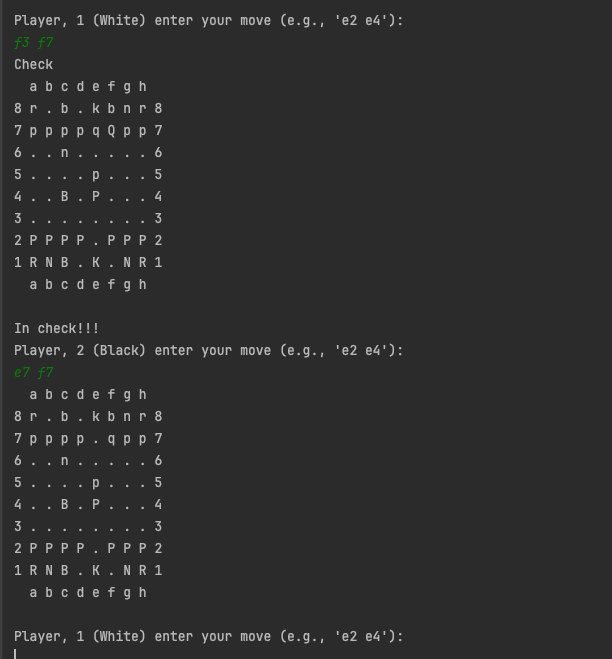 Player, 1 (White) enter your move (e.g., 'e2 e4'):
f3 f7
Check
  a b c d e f g h
8 r . b . k b n r 8
7 p p p p q Q p p 7
6 . . n . . . . . 6
5 . . . . p . . . 5
4 . . B . P . . . 4
3 . . . . . . . . 3
2 P P P P . P P P 2
1 R N B . K . N R 1
  a b c d e f g h

In check!!!
Player, 2 (Black) enter your move (e.g., 'e2 e4'):
e7 f7
  a b c d e f g h
8 r . b . k b n r 8
7 p p p p . q p p 7
6 . . n . . . . . 6
5 . . . . p . . . 5
4 . . B . P . . . 4
3 . . . . . . . . 3
2 P P P P . P P P 2
1 R N B . K . N R 1
  a b c d e f g h

Player, 1 (White) enter your move (e.g., 'e2 e4'):